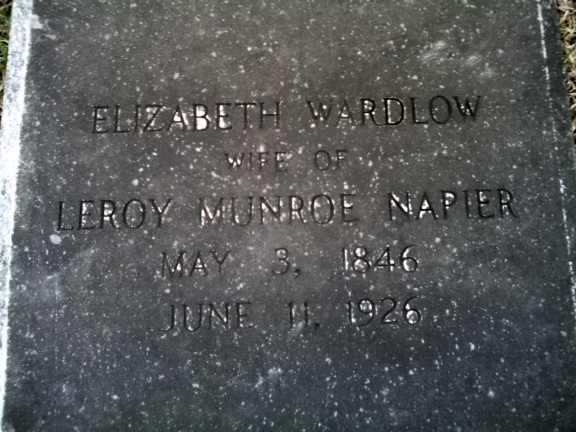 ELIZABETH WARDLOW
WIFE OF
LEROY MUNROE NAPIER
MAY 3, 1846
JUNE 11, 1926